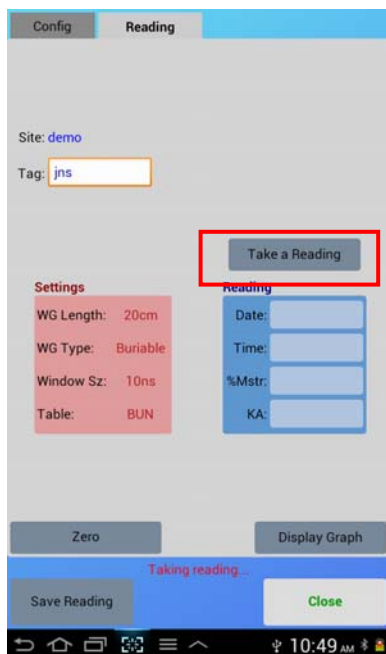 Config Reading
Site: demo
Tag: jns
Take a Reading
Settings Reading
WG Length: 20cm Date:
WG Type: Buriable Time:
Window Sz: 10ns %Mstr:
Table: BUN KA:
Zero Display Graph
Taking reading...
Save Reading Close
10:49 AM